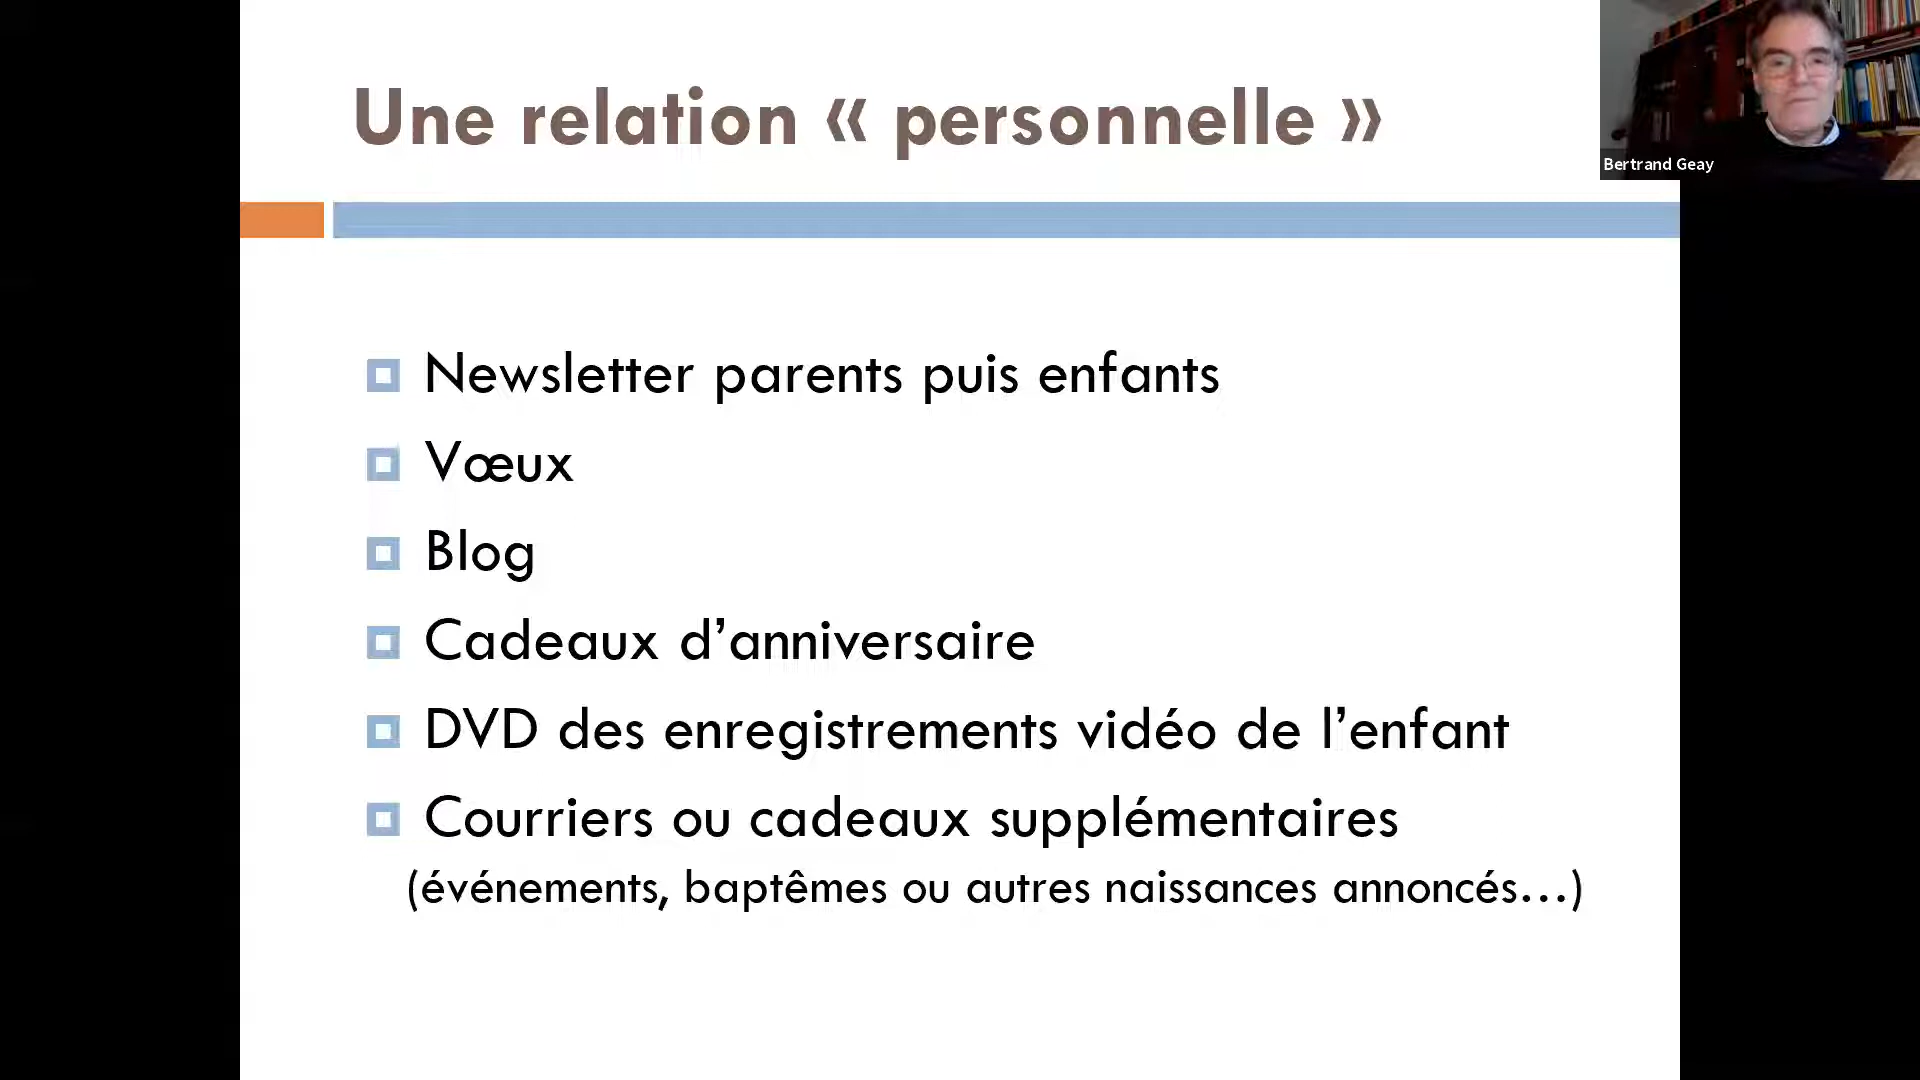 Une relation « personnelle »
Bertrand Geay
Newsletter parents puis enfants
Vœux
Blog
Cadeaux d’anniversaire
DVD des enregistrements vidéo de l’enfant
Courriers ou cadeaux supplémentaires
(événements, baptêmes ou autres naissances annoncés…)